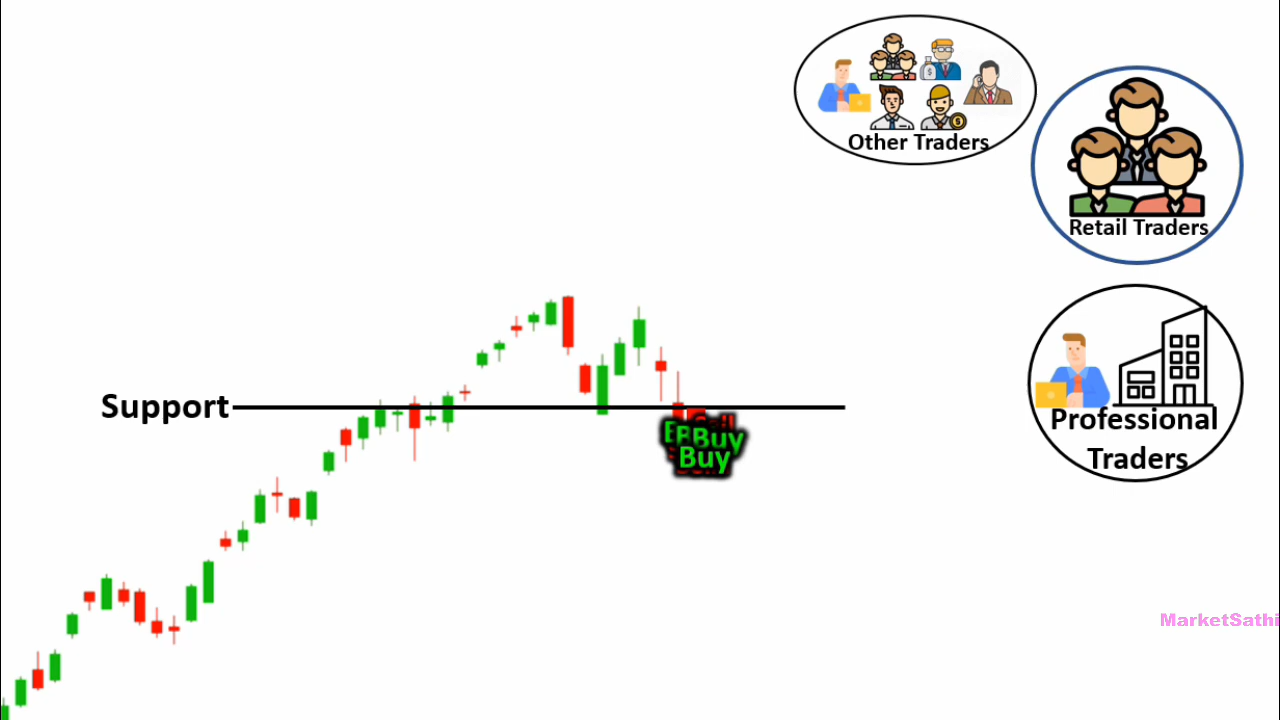 Other Traders
Retail Traders
Support
Buy
Buy
Professional
Traders
MarketSathi